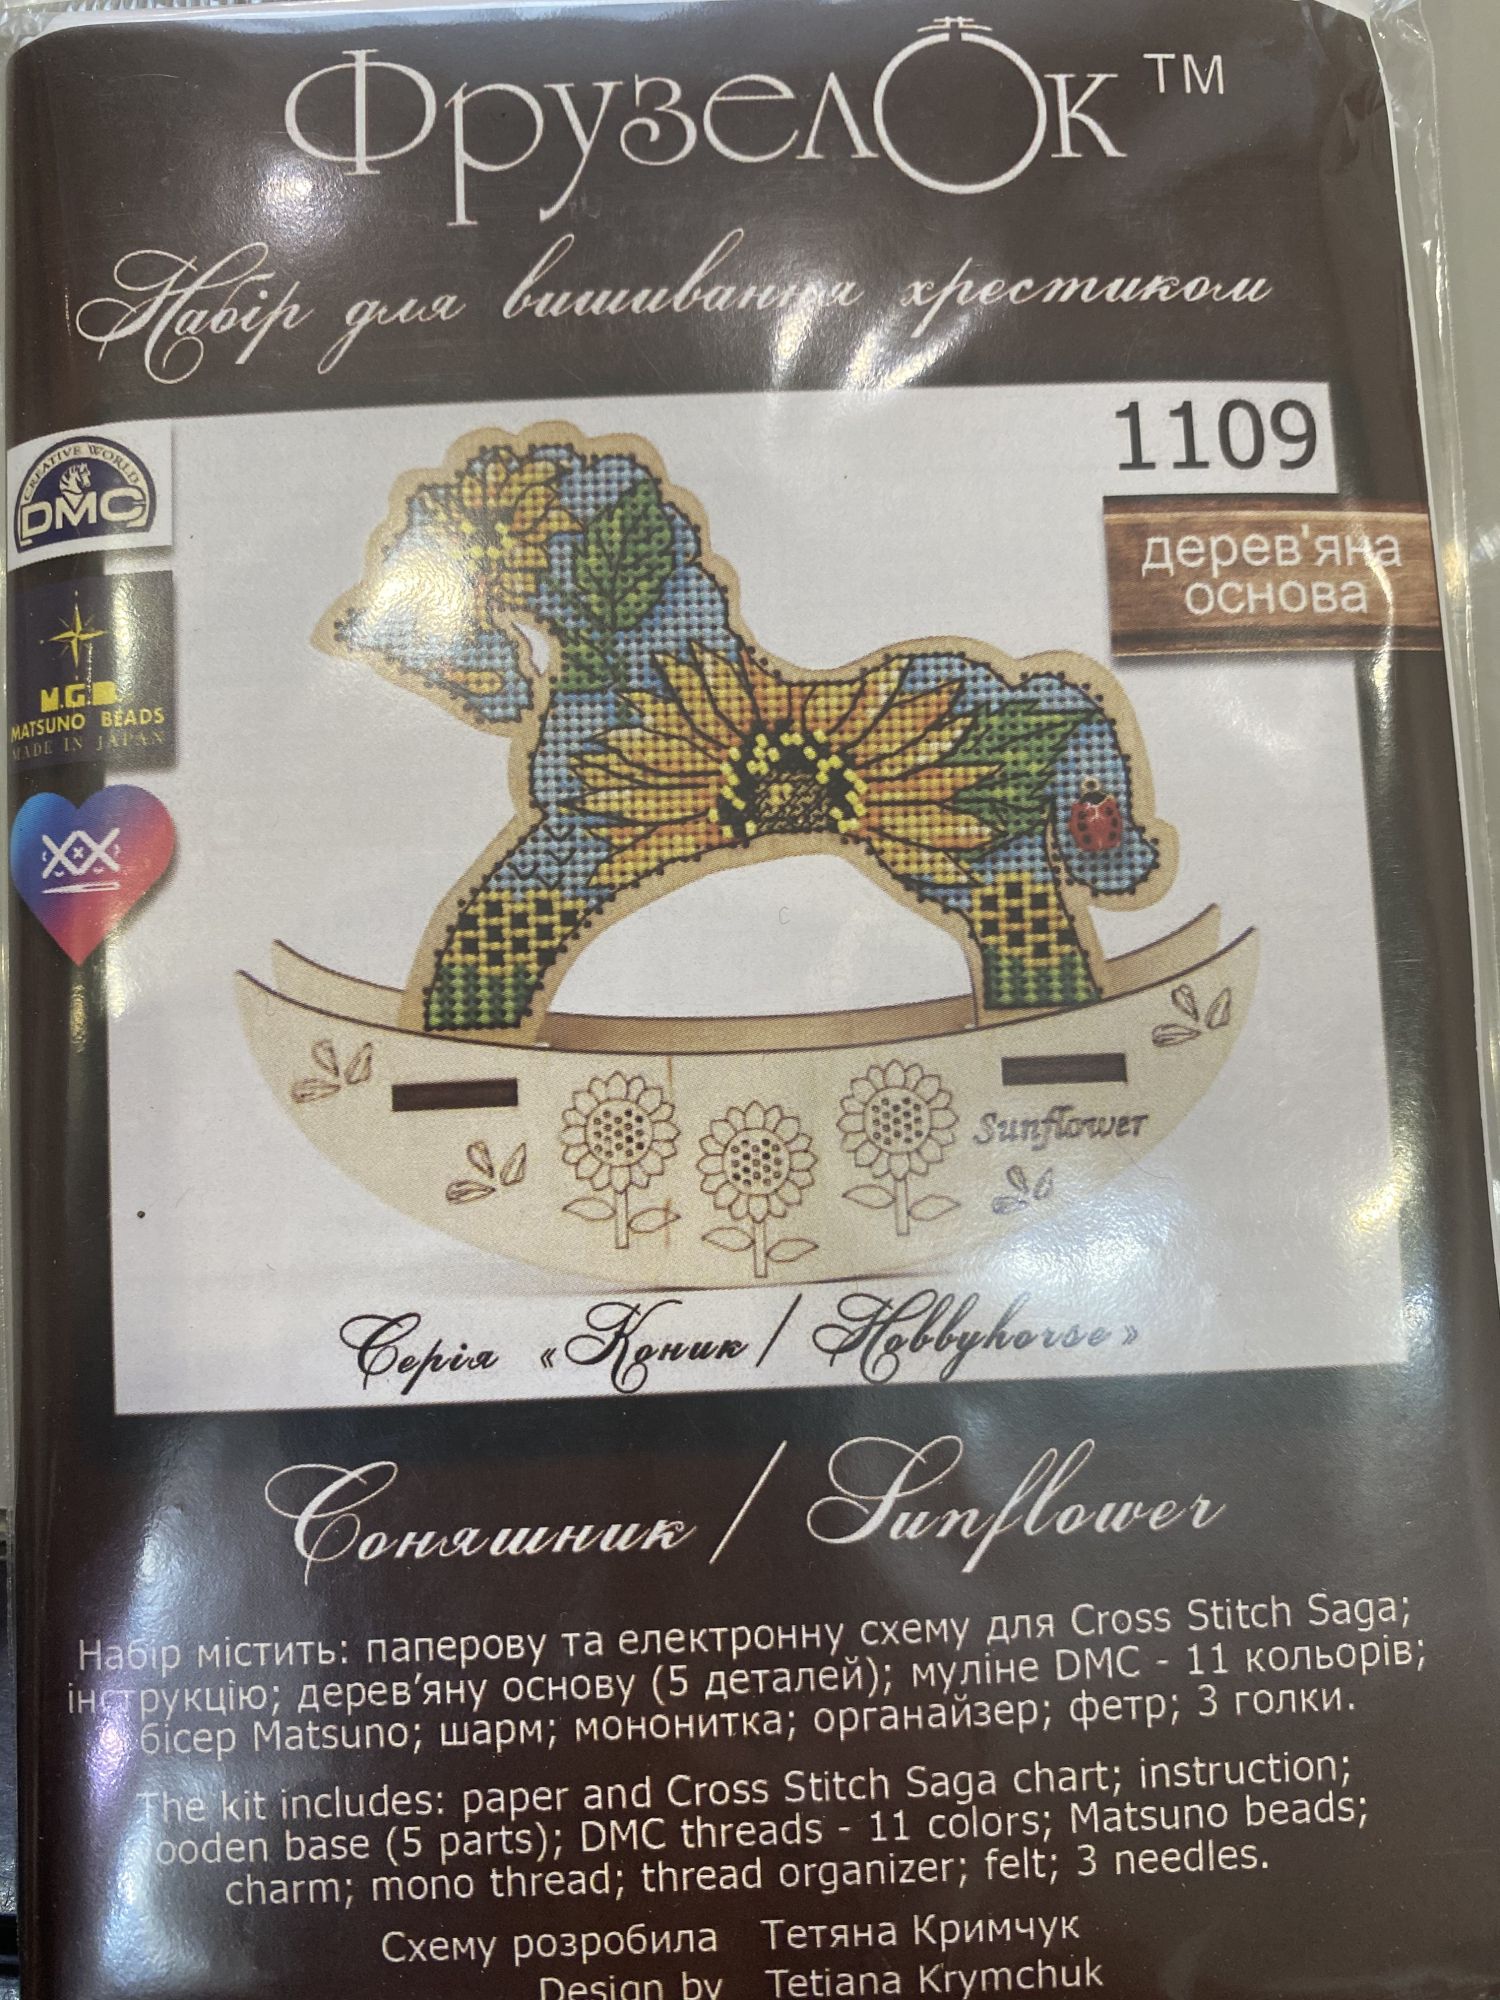 ФрузелОк™
Набір для вишивання хрестиком
1109
CREATIVE WORLD
DMC
дерев'яна
основа
M.G.B
MATSUNO BEADS
MADE IN JAPAN
Sunflower
Серія «Коник / Hobbyhorse»
Соняшник / Sunflower
Набір містить: паперову та електронну схему для Cross Stitch Saga;
інструкцію; дерев'яну основу (5 деталей); муліне DMC - 11 кольорів;
бісер Matsuno; шарм; мононитка; органайзер; фетр; 3 голки.
The kit includes: paper and Cross Stitch Saga chart; instruction;
ooden base (5 parts); DMC threads - 11 colors; Matsuno beads;
charm; mono thread; thread organizer; felt; 3 needles.
Схему розробила Тетяна Кримчук
Design by Tetiana Krymchuk